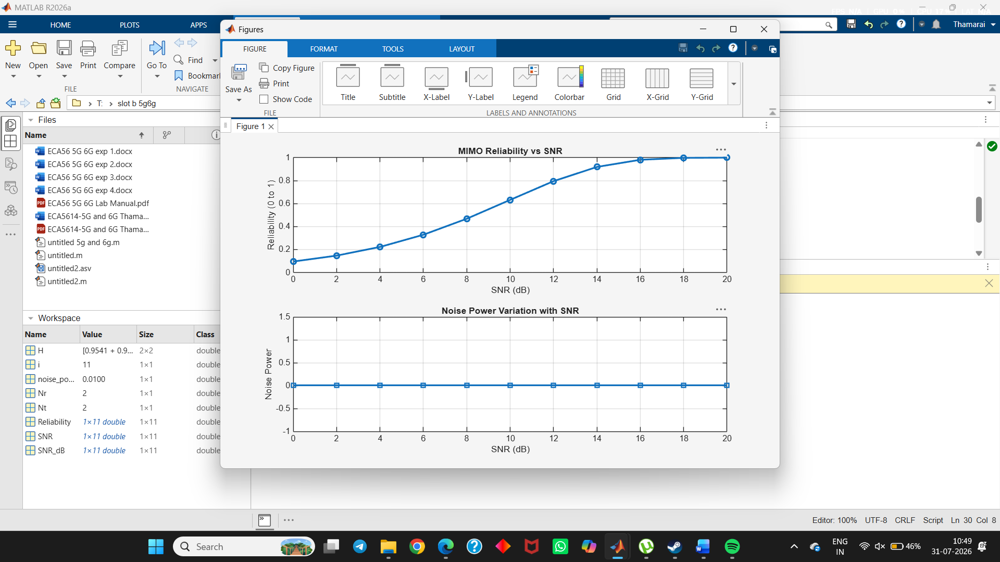 MATLAB R2026a
FPS N/A | GPU 0% | CPU 17% | LAT N/A
HOME PLOTS APPS
Thamarai
New Open Save Print Compare Go To Find Bookmark
FILE NAVIGATE
T: slot b 5g6g
Figures
FIGURE FORMAT TOOLS LAYOUT
Save As Copy Figure
Print
Show Code
Title Subtitle X-Label Y-Label Legend Colorbar Grid X-Grid Y-Grid
FILE LABELS AND ANNOTATIONS
Figure 1
Files
Name
ECA56 5G 6G exp 1.docx
ECA56 5G 6G exp 2.docx
ECA56 5G 6G exp 3.docx
ECA56 5G 6G exp 4.docx
ECA56 5G 6G Lab Manual.pdf
ECA5614-5G and 6G Thama...
ECA5614-5G and 6G Thama...
untitled 5g and 6g.m
untitled.m
untitled2.asv
untitled2.m
Workspace
Name Value Size Class
H [0.9541 + 0.9... 2×2 double
i 11 1×1 double
noise_po... 0.0100 1×1 double
Nr 2 1×1 double
Nt 2 1×1 double
Reliability 1×11 double 1×11 double
SNR 1×11 double 1×11 double
SNR_dB 1×11 double 1×11 double
MIMO Reliability vs SNR
Reliability (0 to 1)
1
0.8
0.6
0.4
0.2
0
0 2 4 6 8 10 12 14 16 18 20
SNR (dB)
Noise Power Variation with SNR
Noise Power
1.5
1
0.5
0
-0.5
-1
0 2 4 6 8 10 12 14 16 18 20
SNR (dB)
Editor: 100% UTF-8 CRLF Script Ln 30 Col 8
Search
ENG
IN
46%
10:49
31-07-2026